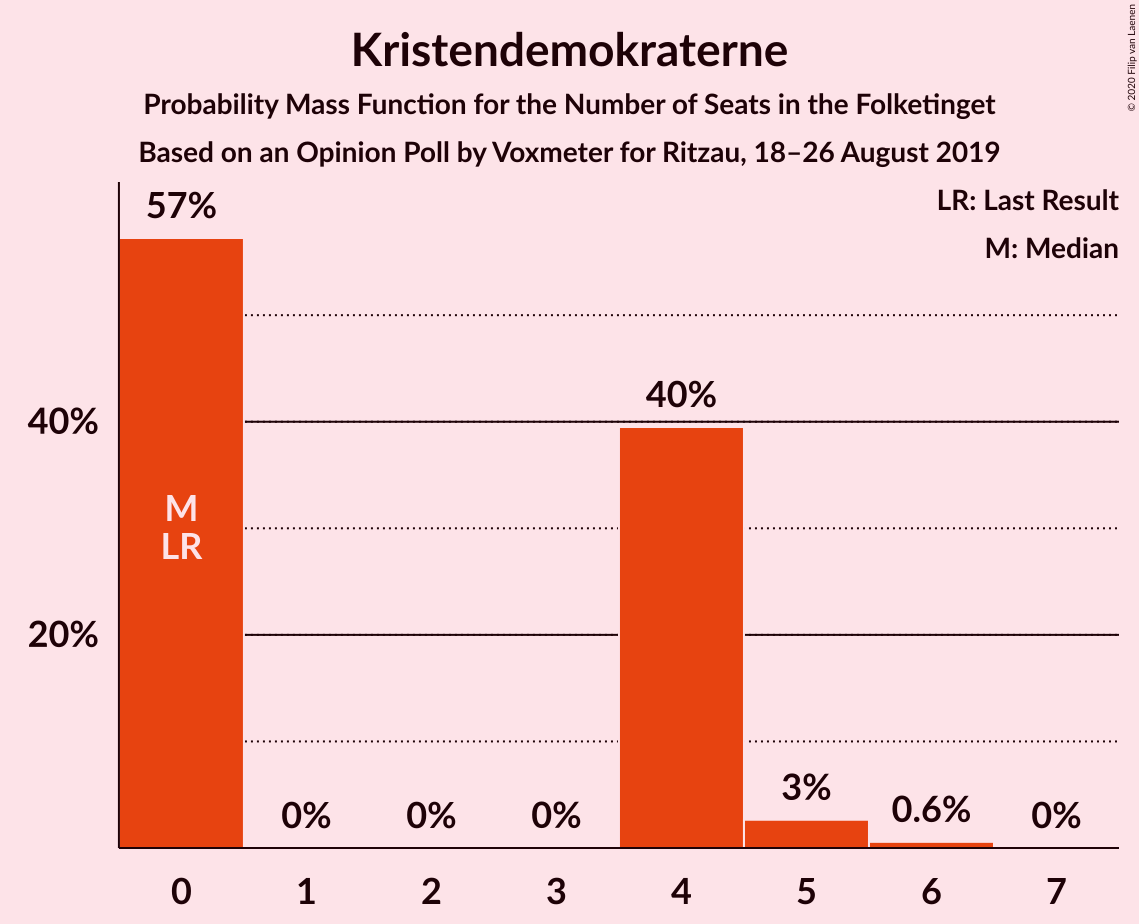 Kristendemokraterne
Probability Mass Function for the Number of Seats in the Folketinget
Based on an Opinion Poll by Voxmeter for Ritzau, 18–26 August 2019
© 2020 Filip van Laenen
LR: Last Result
M: Median
57%
40%
40%
M
LR
20%
0%
0%
0%
3%
0.6%
0%
0
1
2
3
4
5
6
7